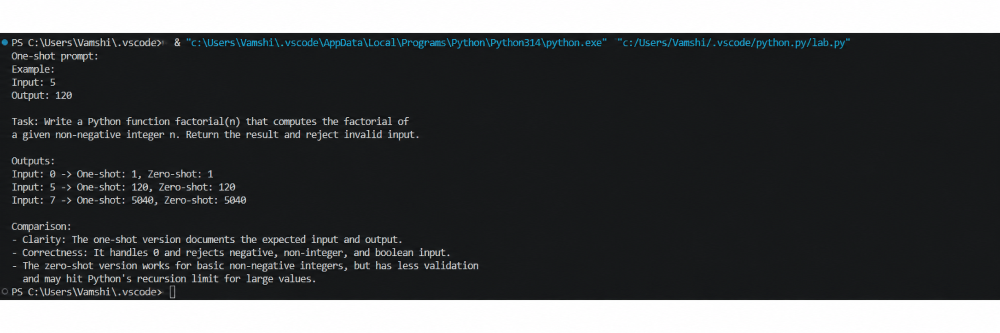 PS C:\Users\Vamshi\.vscode> & "c:\Users\Vamshi\.vscode\AppData\Local\Programs\Python\Python314\python.exe" "c:/Users/Vamshi/.vscode/python.py/lab.py"
One-shot prompt:
Example:
Input: 5
Output: 120
Task: Write a Python function factorial(n) that computes the factorial of
a given non-negative integer n. Return the result and reject invalid input.
Outputs:
Input: 0 -> One-shot: 1, Zero-shot: 1
Input: 5 -> One-shot: 120, Zero-shot: 120
Input: 7 -> One-shot: 5040, Zero-shot: 5040
Comparison:
- Clarity: The one-shot version documents the expected input and output.
- Correctness: It handles 0 and rejects negative, non-integer, and boolean input.
- The zero-shot version works for basic non-negative integers, but has less validation
and may hit Python's recursion limit for large values.
PS C:\Users\Vamshi\.vscode>